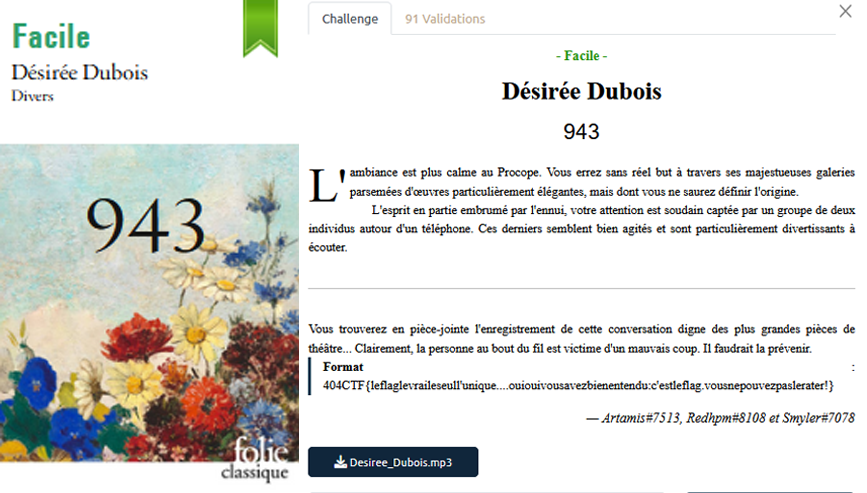 Facile
Désirée Dubois
Divers
943
folio
classique
Challenge
91 Validations
- Facile -
Désirée Dubois
943
L'ambiance est plus calme au Procope. Vous errez sans réel but à travers ses majestueuses galeries
parsemées d'œuvres particulièrement élégantes, mais dont vous ne saurez définir l'origine.
L'esprit en partie embrumé par l'ennui, votre attention est soudain captée par un groupe de deux
individus autour d'un téléphone. Ces derniers semblent bien agités et sont particulièrement divertissants à
écouter.
Vous trouverez en pièce-jointe l'enregistrement de cette conversation digne des plus grandes pièces de
théâtre... Clairement, la personne au bout du fil est victime d'un mauvais coup. Il faudrait la prévenir.
Format :
404CTF{leflaglevraileseull'unique....ouiouivousavezbienentendu:c'estleflag.vousnepouvezpaslerater!}
— Artamis#7513, Redhpm#8108 et Smyler#7078
Desiree_Dubois.mp3